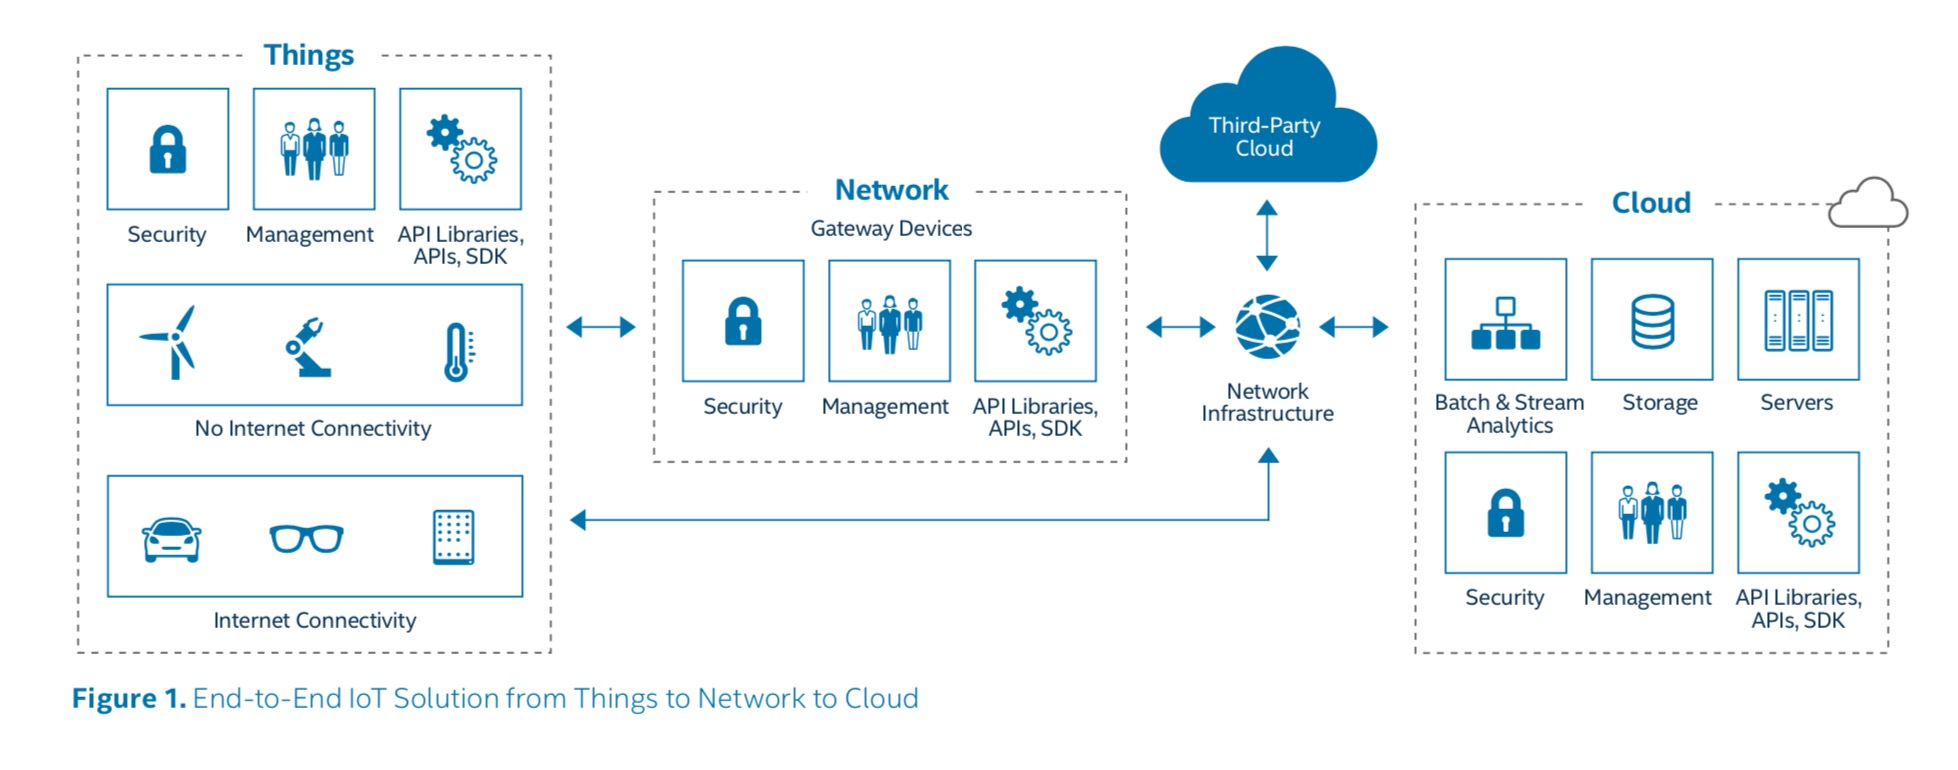 Things
Security
Management
API Libraries,
APIs, SDK
No Internet Connectivity
Internet Connectivity
Network
Gateway Devices
Security
Management
API Libraries,
APIs, SDK
Third-Party
Cloud
Network
Infrastructure
Cloud
Batch & Stream
Analytics
Storage
Servers
Security
Management
API Libraries,
APIs, SDK
Figure 1. End-to-End IoT Solution from Things to Network to Cloud